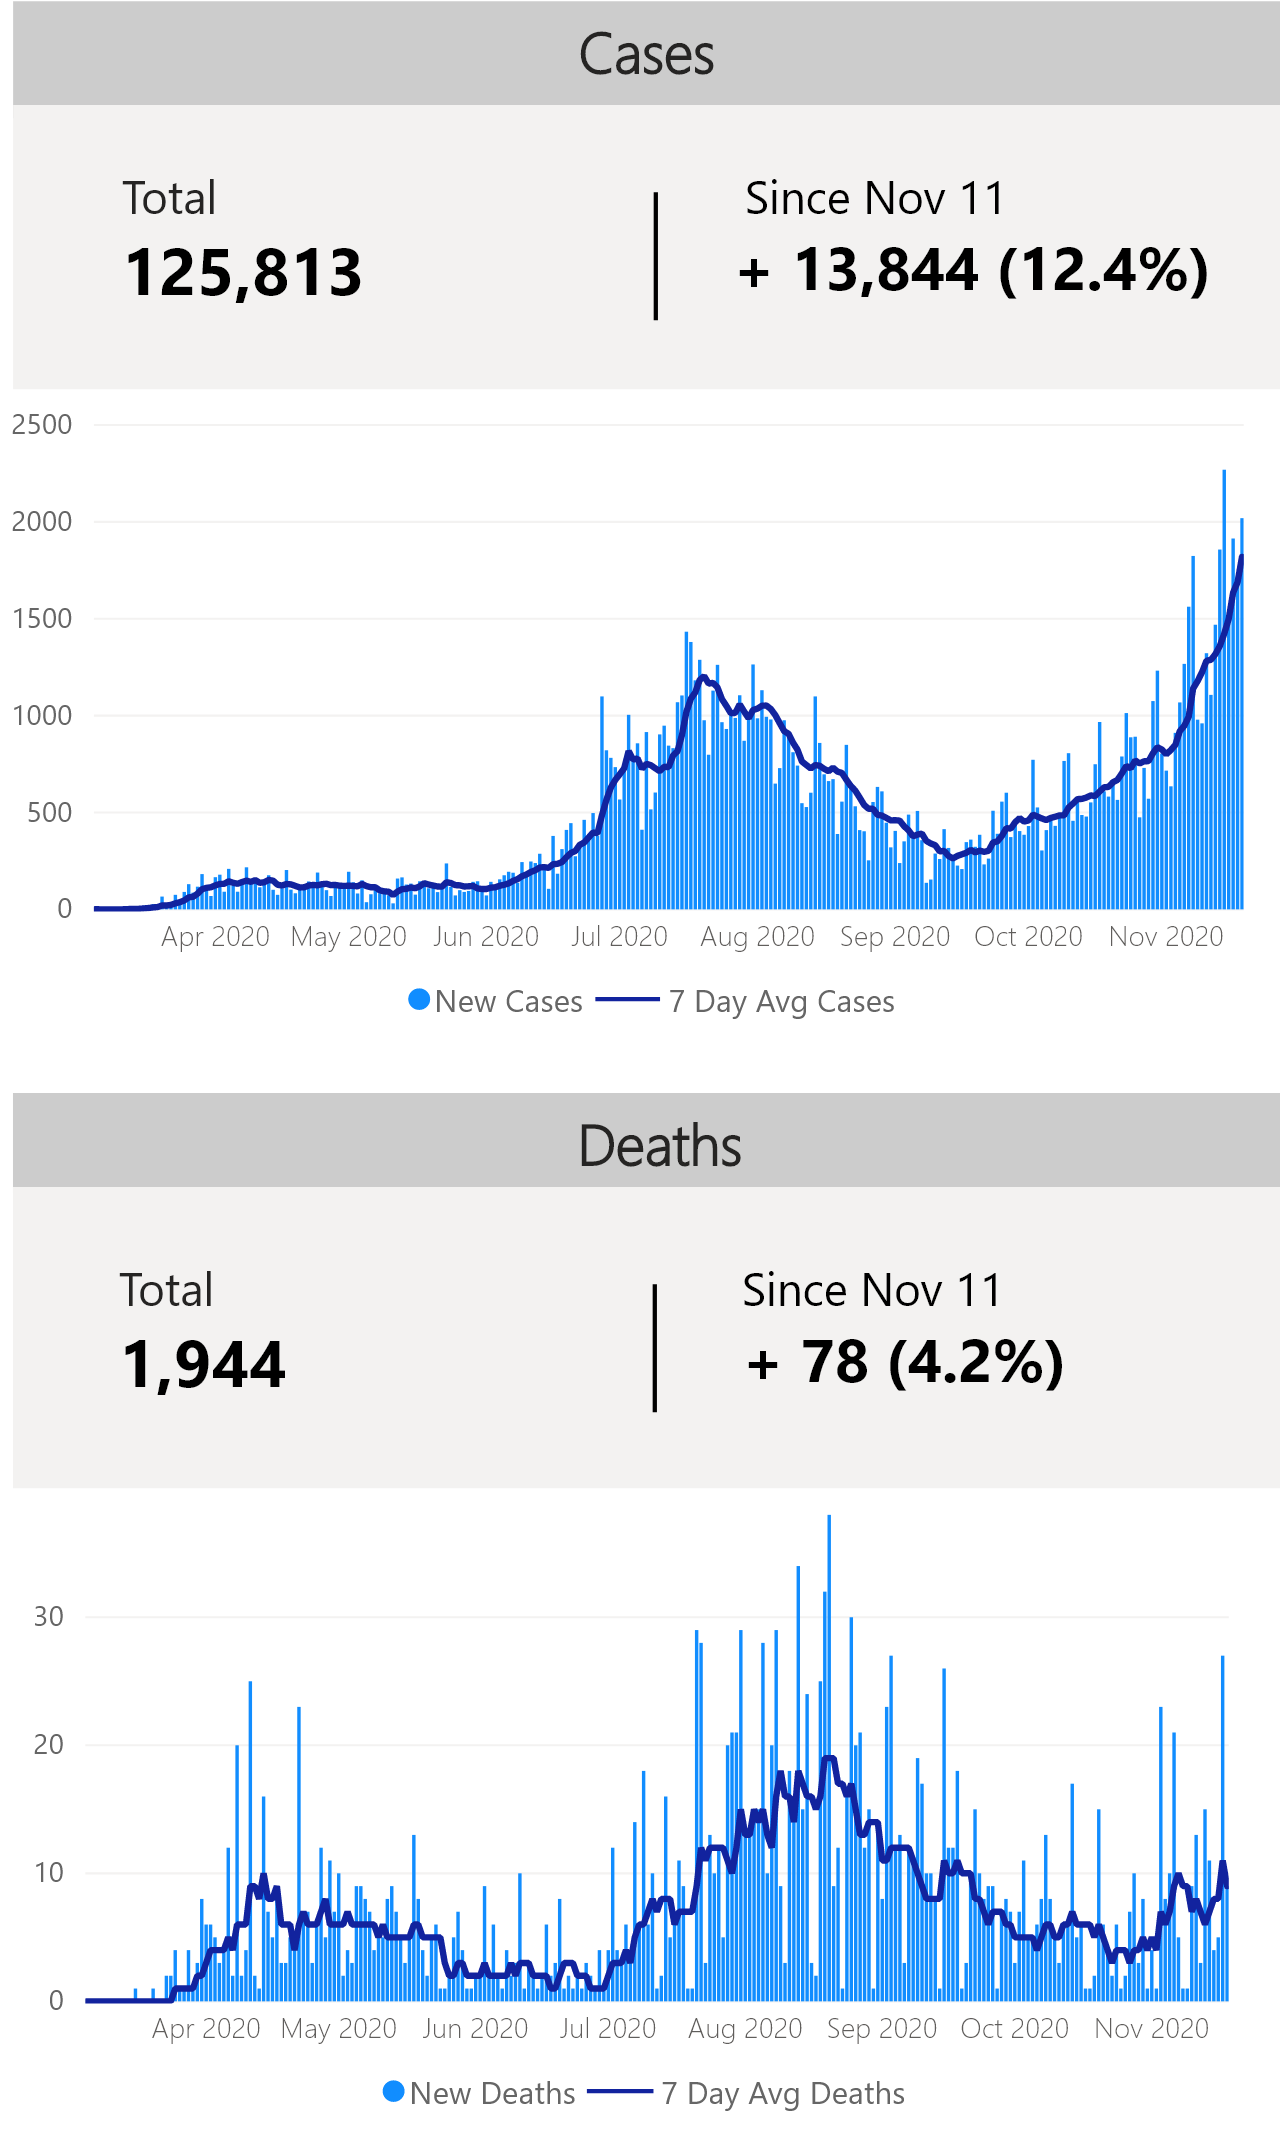 Cases
Total
Since Nov 11
125,813
+ 13,844 (12.4%)
2500
2000
1500
1000
500
0
Apr 2020 May 2020 Jun 2020 Jul 2020 Aug 2020 Sep 2020 Oct 2020 Nov 2020
New Cases 7 Day Avg Cases
Deaths
Total
Since Nov 11
1,944
+ 78 (4.2%)
30
20
10
0
Apr 2020 May 2020 Jun 2020 Jul 2020 Aug 2020 Sep 2020 Oct 2020 Nov 2020
New Deaths 7 Day Avg Deaths